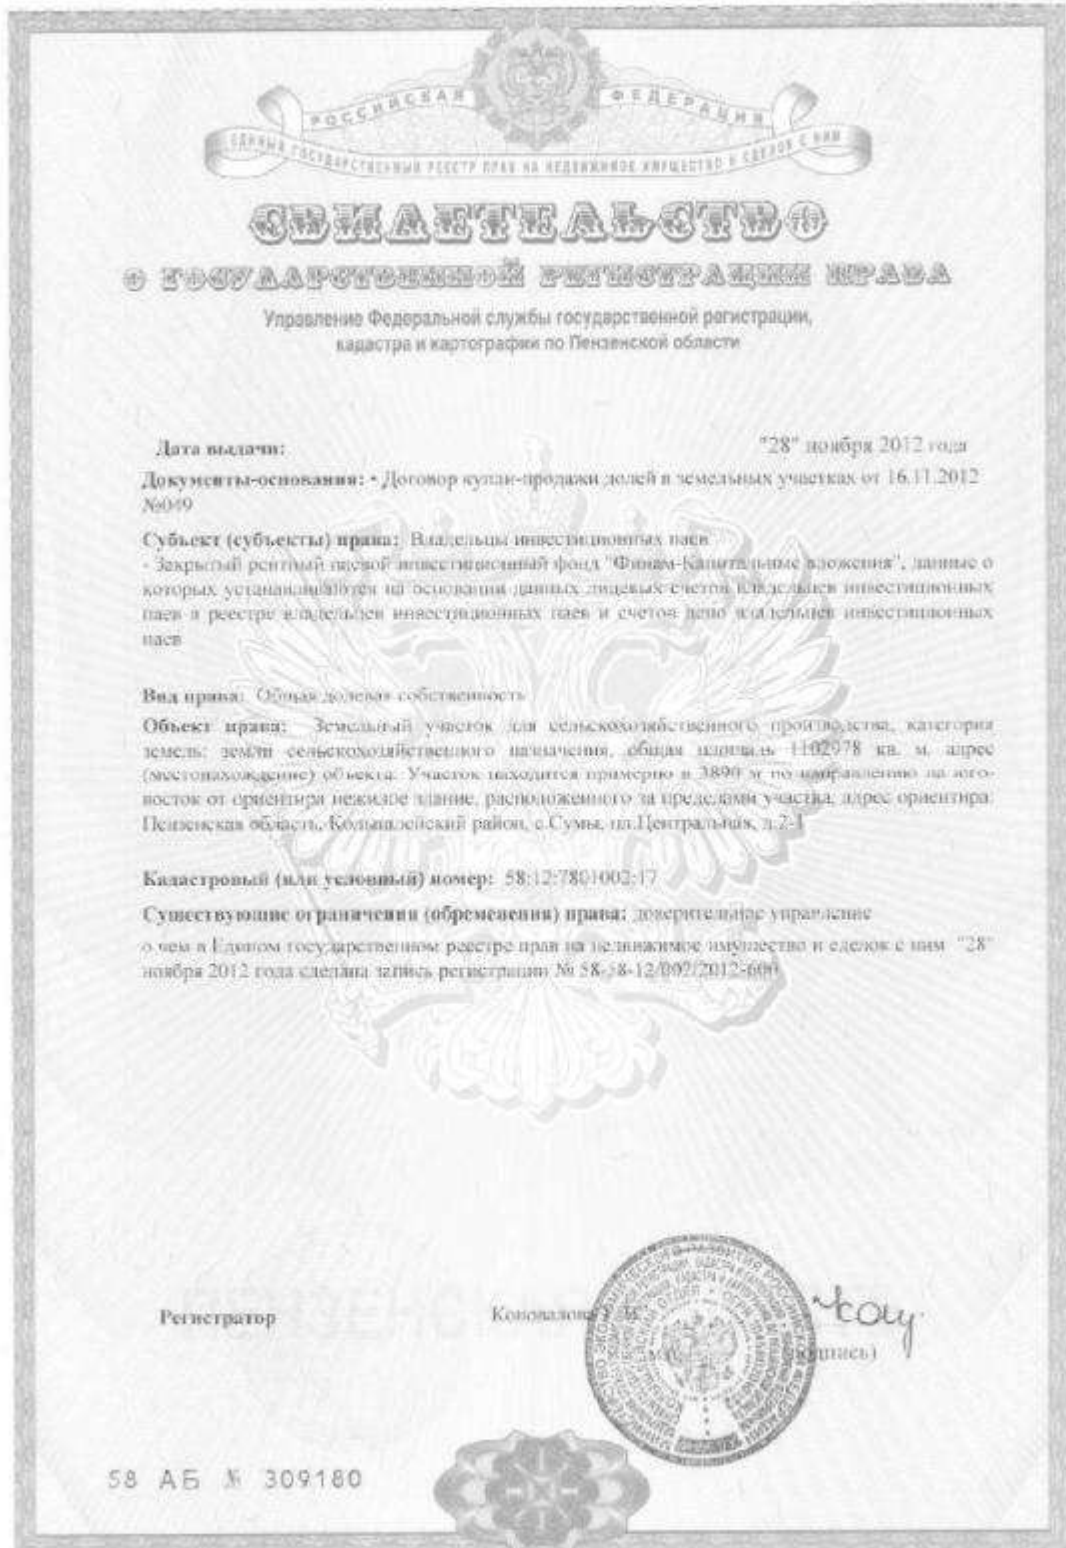 РОССИЙСКАЯ ФЕДЕРАЦИЯ
ЕДИНЫЙ ГОСУДАРСТВЕННЫЙ РЕЕСТР ПРАВ НА НЕДВИЖИМОЕ ИМУЩЕСТВО И СДЕЛОК С НИМ
СВИДЕТЕЛЬСТВО
О ГОСУДАРСТВЕННОЙ РЕГИСТРАЦИИ ПРАВА
Управление Федеральной службы государственной регистрации,
кадастра и картографии по Пензенской области
Дата выдачи: "28" ноября 2012 года
Документы-основания: • Договор купли-продажи долей в земельных участках от 16.11.2012
№049
Субъект (субъекты) права: Владельцы инвестиционных паев
- Закрытый рентный паевой инвестиционный фонд "Финам-Капитальные вложения", данные о
которых устанавливаются на основании данных лицевых счетов владельцев инвестиционных
паев в реестре владельцев инвестиционных паев и счетов депо владельцев инвестиционных
паев
Вид права: Общая долевая собственность
Объект права: Земельный участок для сельскохозяйственного производства, категория
земель: земли сельскохозяйственного назначения, общая площадь 1102978 кв. м, адрес
(местонахождение) объекта: Участок находится примерно в 3890 м по направлению на юго-
восток от ориентира нежилое здание, расположенного за пределами участка, адрес ориентира:
Пензенская область, Колышлейский район, с.Сумы, пл.Центральная, д.2-1
Кадастровый (или условный) номер: 58:12:7801002:17
Существующие ограничения (обременения) права: доверительное управление
о чем в Едином государственном реестре прав на недвижимое имущество и сделок с ним "28"
ноября 2012 года сделана запись регистрации № 58-58-12/002/2012-600
Регистратор Коновалова
подпись)
58 АБ № 309180